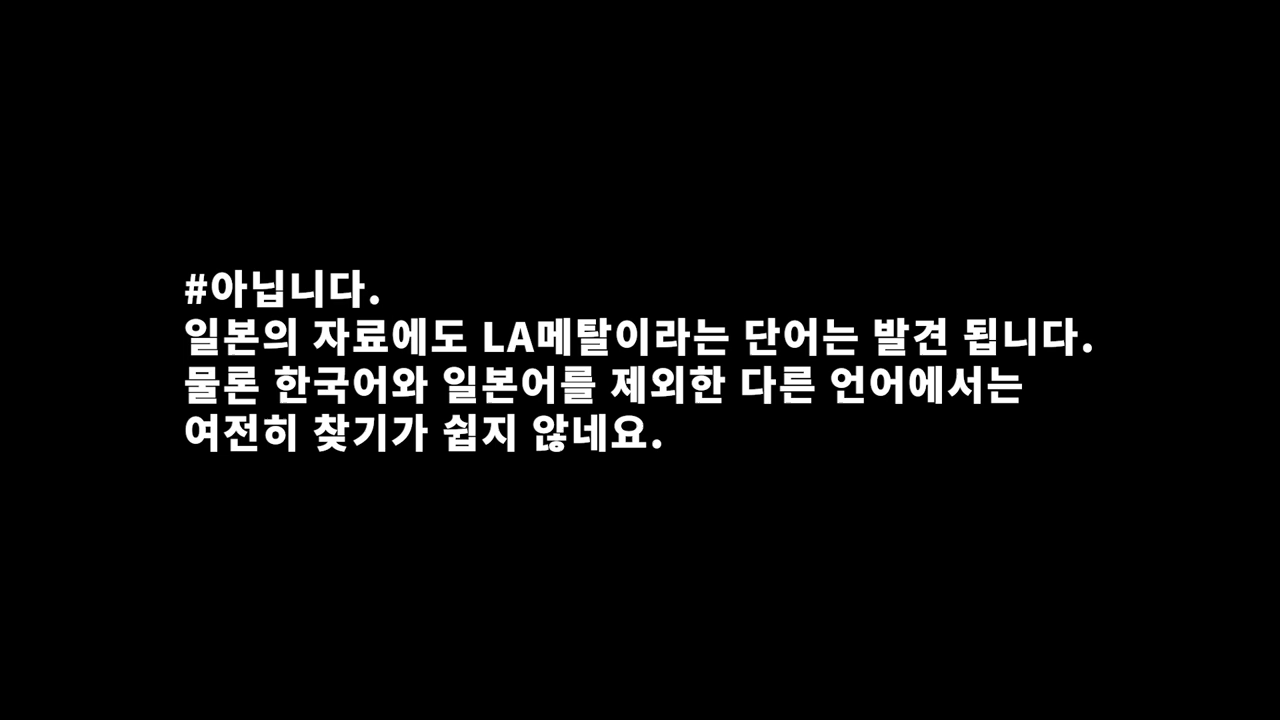 #아닙니다.
일본의 자료에도 LA메탈이라는 단어는 발견 됩니다.
물론 한국어와 일본어를 제외한 다른 언어에서는
여전히 찾기가 쉽지 않네요.